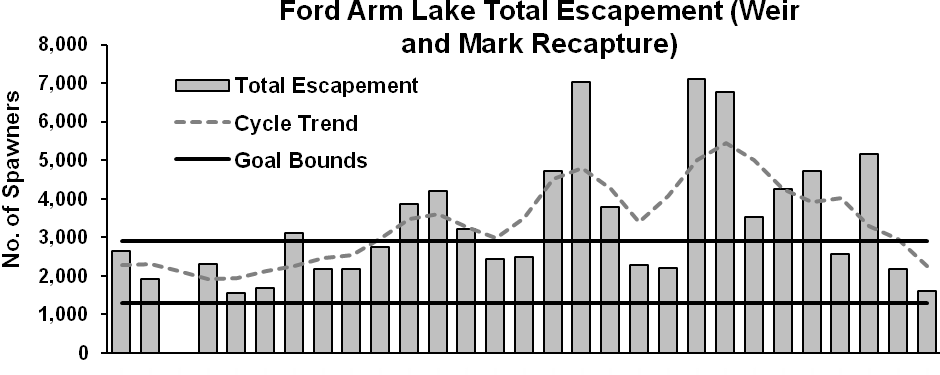 Ford Arm Lake Total Escapement (Weir
and Mark Recapture)
8,000
7,000
6,000
5,000
4,000
3,000
2,000
1,000
0
No. of Spawners
Total Escapement
Cycle Trend
Goal Bounds